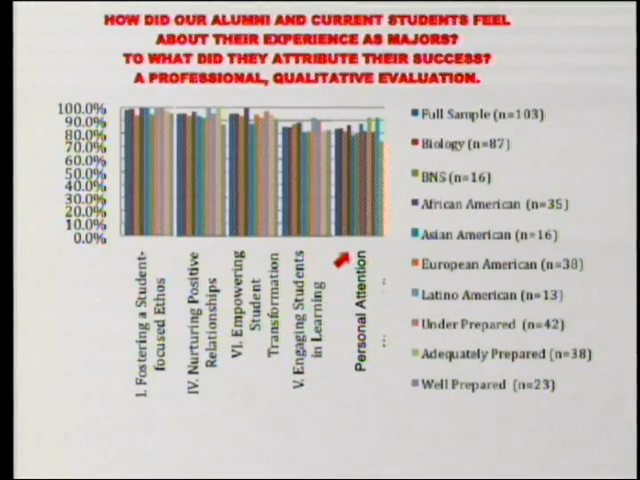 HOW DID OUR ALUMNI AND CURRENT STUDENTS FEEL
ABOUT THEIR EXPERIENCE AS MAJORS?
TO WHAT DID THEY ATTRIBUTE THEIR SUCCESS?
A PROFESSIONAL, QUALITATIVE EVALUATION.
100.0%
90.0%
80.0%
70.0%
60.0%
50.0%
40.0%
30.0%
20.0%
10.0%
0.0%
I. Fostering a Student-
focused Ethos
IV. Nurturing Positive
Relationships
VI. Empowering
Student
Transformation
V. Engaging Students
in Learning
Personal Attention
...
Full Sample (n=103)
Biology (n=87)
BNS (n=16)
African American (n=35)
Asian American (n=16)
European American (n=38)
Latino American (n=13)
Under Prepared (n=42)
Adequately Prepared (n=38)
Well Prepared (n=23)